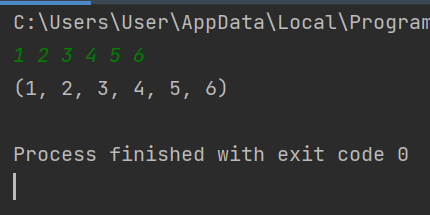 C:\Users\User\AppData\Local\Program
1 2 3 4 5 6
(1, 2, 3, 4, 5, 6)
Process finished with exit code 0